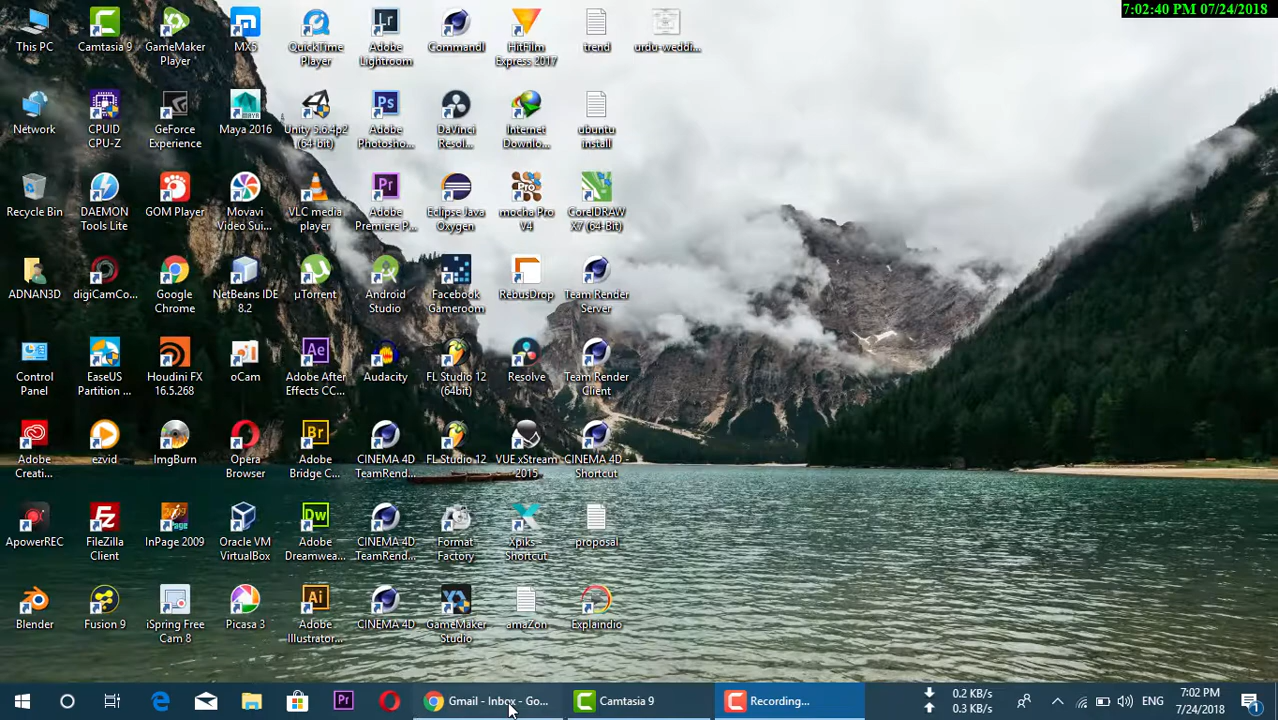 7:02:40 PM 07/24/2018
This PC
Camtasia 9
GameMaker
Player
MX5
QuickTime
Player
Adobe
Lightroom
Commandl
HitFilm
Express 2017
trend
urdu-weddi...
Network
CPUID
CPU-Z
GeForce
Experience
Maya 2016
Unity 5.6.4p2
(64-bit)
Adobe
Photosho...
DaVinci
Resol...
Internet
Downlo...
ubuntu
install
Recycle Bin
DAEMON
Tools Lite
GOM Player
Movavi
Video Sui...
VLC media
player
Adobe
Premiere P...
Eclipse Java
Oxygen
mocha Pro
V4
CorelDRAW
X7 (64-Bit)
ADNAN3D
digiCamCo...
Google
Chrome
NetBeans IDE
8.2
µTorrent
Android
Studio
Facebook
Gameroom
RebusDrop
Team Render
Server
Control
Panel
EaseUS
Partition ...
Houdini FX
16.5.268
oCam
Adobe After
Effects CC...
Audacity
FL Studio 12
(64bit)
Resolve
Team Render
Client
Adobe
Creati...
ezvid
ImgBurn
Opera
Browser
Adobe
Bridge C...
CINEMA 4D
TeamRend...
FL Studio 12
VUE xStream
2015
CINEMA 4D -
Shortcut
ApowerREC
FileZilla
Client
InPage 2009
Oracle VM
VirtualBox
Adobe
Dreamwea...
CINEMA 4D
TeamRend...
Format
Factory
Xpiks
Shortcut
proposal
Blender
Fusion 9
iSpring Free
Cam 8
Picasa 3
Adobe
Illustrator...
CINEMA 4D
GameMaker
Studio
amaZon
Explaindio
Gmail - Inbox - Go...
Camtasia 9
Recording...
0.2 KB/s
0.3 KB/s
ENG
7:02 PM
7/24/2018
1